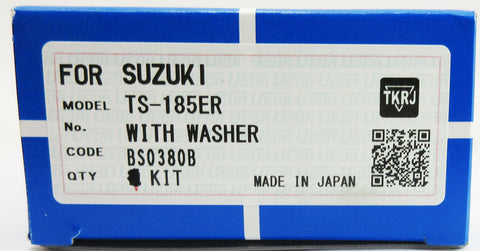 FOR SUZUKI
MODEL TS-185ER
No. WITH WASHER
CODE BS0380B
QTY KIT
MADE IN JAPAN
TKRJ